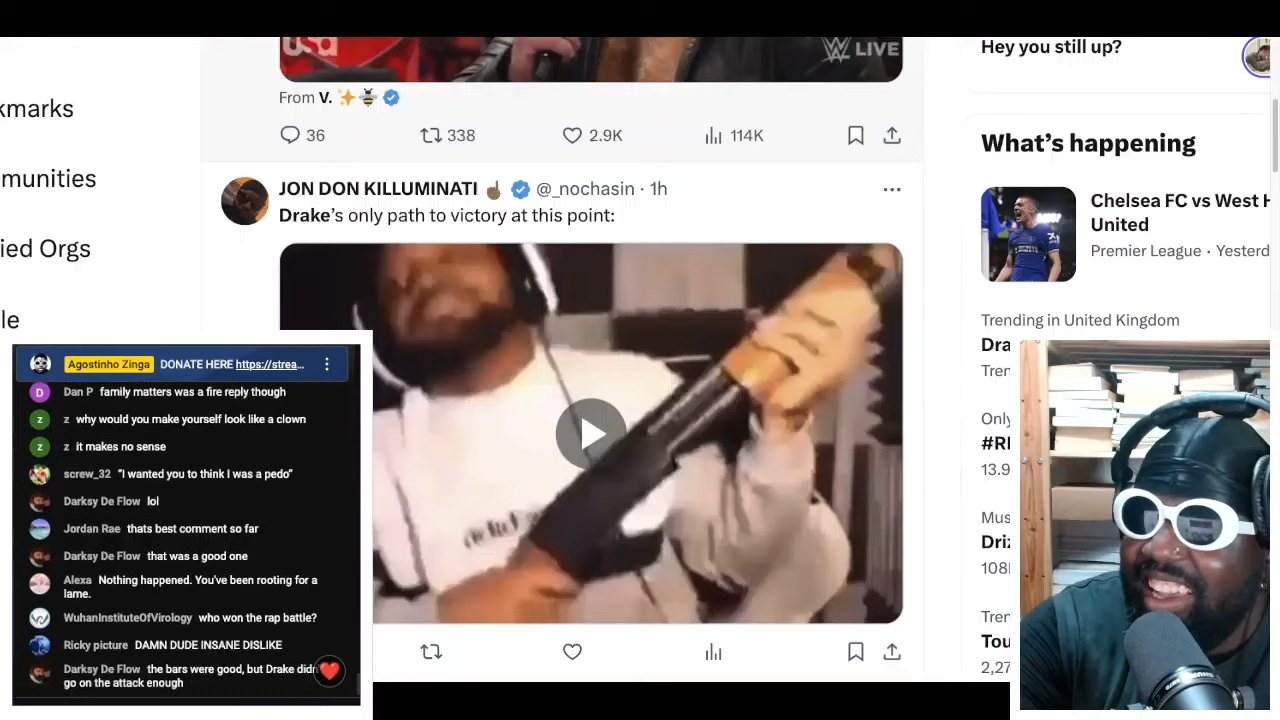 usa
LIVE
Hey you still up?
From V. ✨🐝
36
338
2.9K
114K
kmarks
munities
ied Orgs
le
JON DON KILLUMINATI ☝🏾 @_nochasin · 1h
Drake's only path to victory at this point:
What's happening
Chelsea FC vs West H
United
Premier League · Yesterd
Trending in United Kingdom
Dra
Tren
Only
#RI
13.9
Mus
Driz
108
Tren
Tou
2,27
Agostinho Zinga DONATE HERE https://strea...
D Dan P family matters was a fire reply though
z z why would you make yourself look like a clown
z z it makes no sense
screw_32 “I wanted you to think I was a pedo”
Darksy De Flow lol
Jordan Rae thats best comment so far
Darksy De Flow that was a good one
Alexa Nothing happened. You've been rooting for a
lame.
WuhanInstituteOfVirology who won the rap battle?
Ricky picture DAMN DUDE INSANE DISLIKE
Darksy De Flow the bars were good, but Drake didn
go on the attack enough